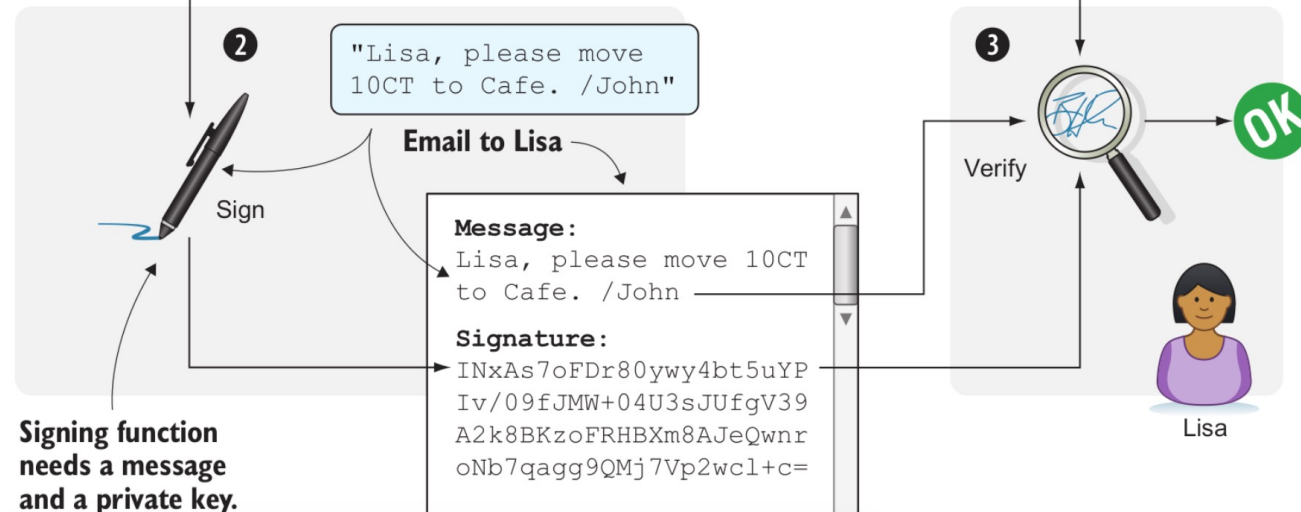 2
"Lisa, please move
10CT to Cafe. /John"
Email to Lisa
Sign
Message:
Lisa, please move 10CT
to Cafe. /John
Signature:
INxAs7oFDr80ywy4bt5uYP
Iv/09fJMW+04U3sJUfgV39
A2k8BKzoFRHBXm8AJeQwnr
oNb7qagg9QMj7Vp2wcl+c=
Signing function
needs a message
and a private key.
3
Verify
OK
Lisa